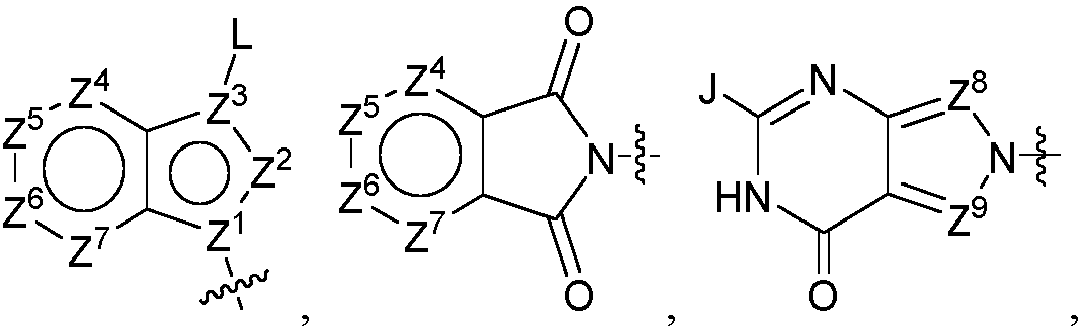 L
Z⁴ Z³ Z⁵ Z² Z⁶ Z⁷ Z¹ ,
O Z⁴ Z⁵ N Z⁶ Z⁷ O ,
J N Z⁸ N HN Z⁹ O ,